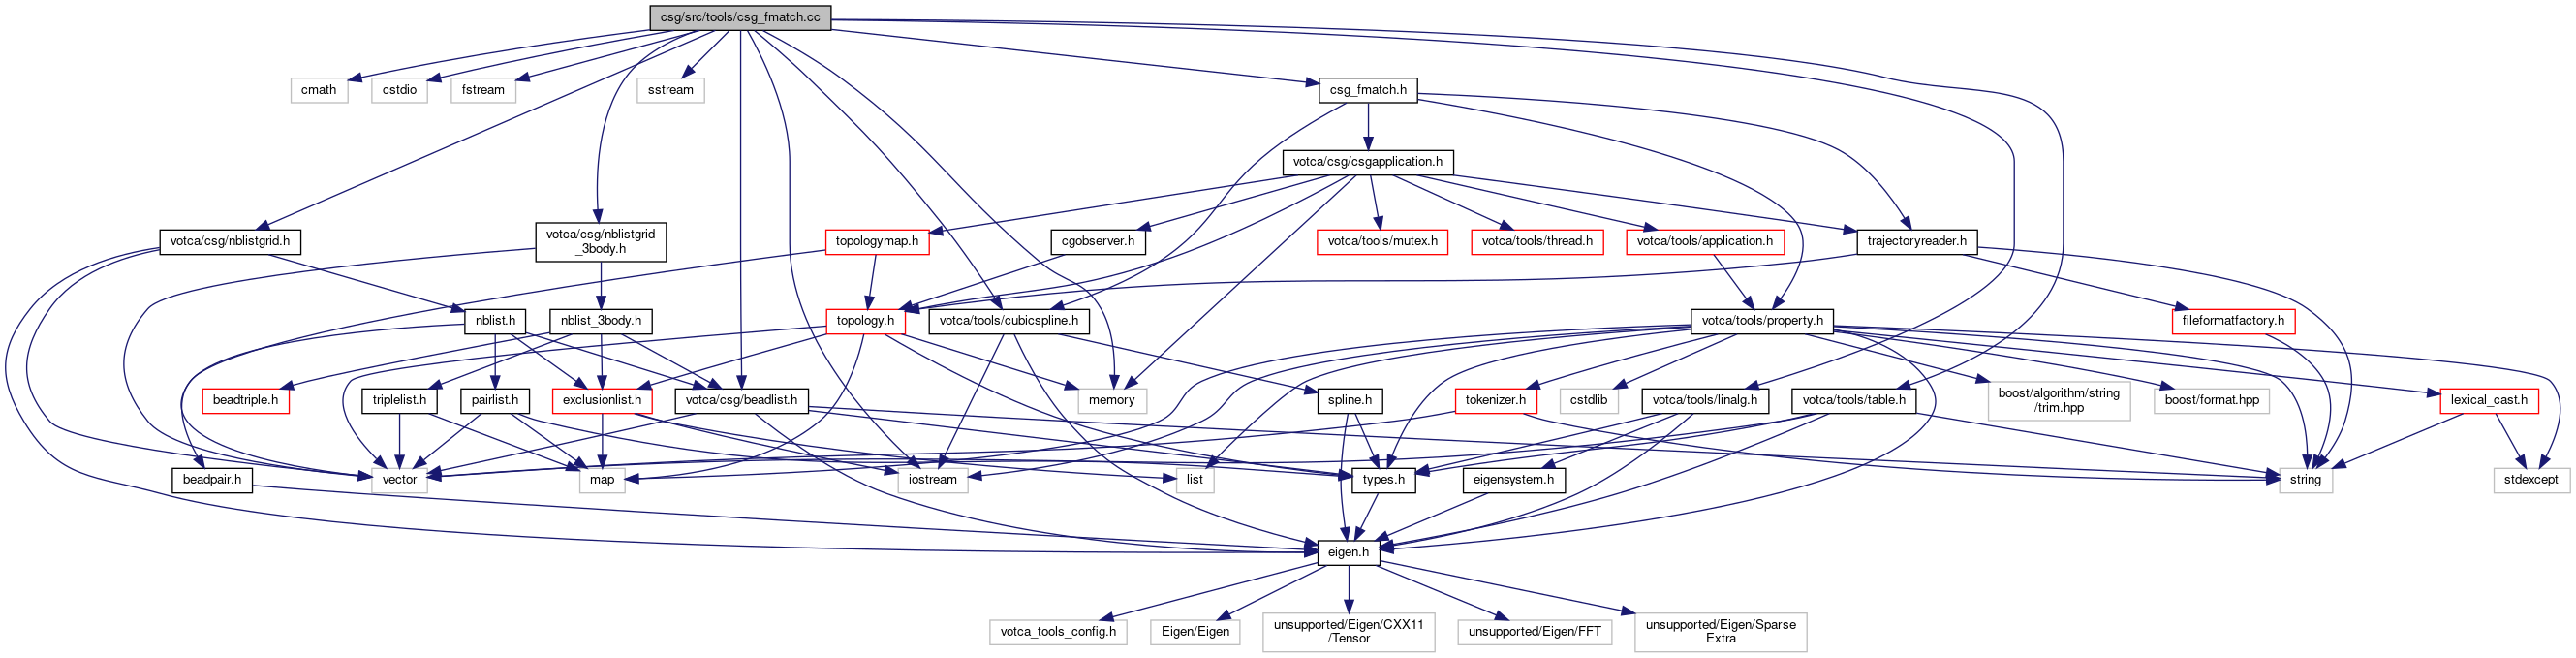 csg/src/tools/csg_fmatch.cc
cmath
cstdio
fstream
sstream
csg_fmatch.h
votca/csg/csgapplication.h
votca/csg/nblistgrid.h
votca/csg/nblistgrid
_3body.h
topologymap.h
cgobserver.h
votca/tools/mutex.h
votca/tools/thread.h
votca/tools/application.h
trajectoryreader.h
nblist.h
nblist_3body.h
topology.h
votca/tools/cubicspline.h
votca/tools/property.h
fileformatfactory.h
beadtriple.h
triplelist.h
pairlist.h
exclusionlist.h
votca/csg/beadlist.h
memory
spline.h
tokenizer.h
cstdlib
votca/tools/linalg.h
votca/tools/table.h
boost/algorithm/string
/trim.hpp
boost/format.hpp
lexical_cast.h
beadpair.h
vector
map
iostream
list
types.h
eigensystem.h
string
stdexcept
eigen.h
votca_tools_config.h
Eigen/Eigen
unsupported/Eigen/CXX11
/Tensor
unsupported/Eigen/FFT
unsupported/Eigen/Sparse
Extra